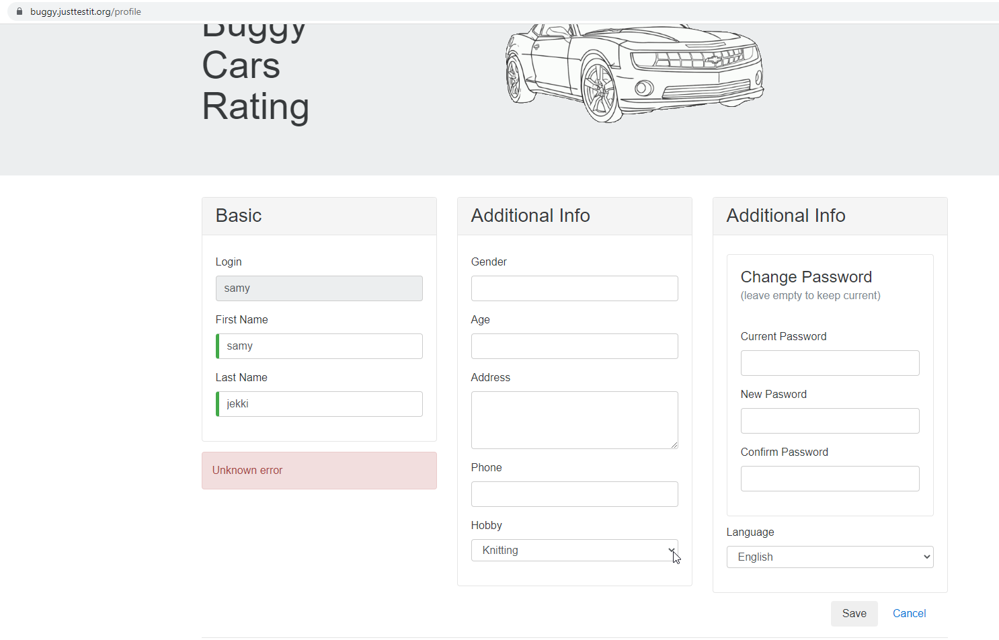 buggy.justtestit.org/profile
Buggy
Cars
Rating
Basic
Login
samy
First Name
samy
Last Name
jekki
Unknown error
Additional Info
Gender
Age
Address
Phone
Hobby
Knitting
Additional Info
Change Password
(leave empty to keep current)
Current Password
New Pasword
Confirm Password
Language
English
Save Cancel